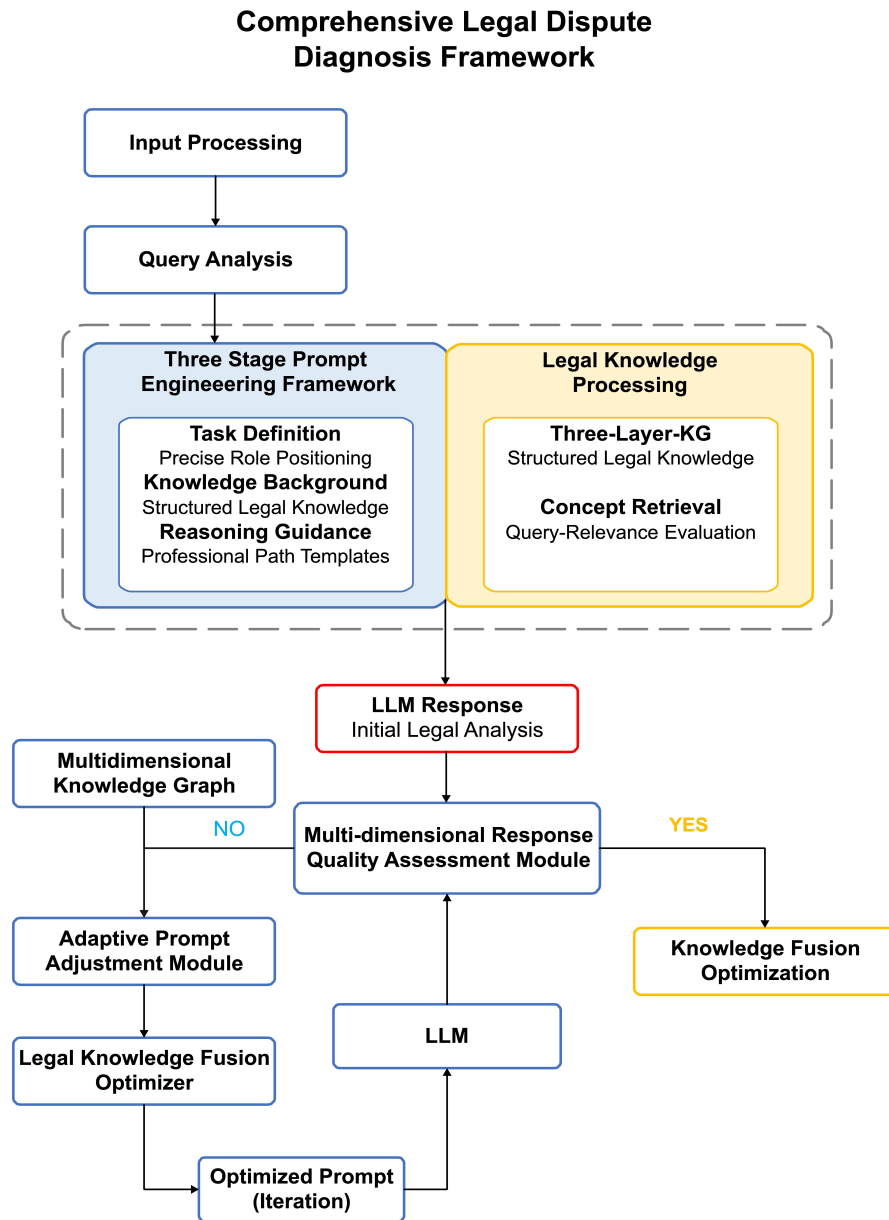 Comprehensive Legal Dispute
Diagnosis Framework
Input Processing
Query Analysis
Three Stage Prompt
Engineeering Framework
Task Definition
Precise Role Positioning
Knowledge Background
Structured Legal Knowledge
Reasoning Guidance
Professional Path Templates
Legal Knowledge
Processing
Three-Layer-KG
Structured Legal Knowledge
Concept Retrieval
Query-Relevance Evaluation
LLM Response
Initial Legal Analysis
Multidimensional
Knowledge Graph
NO
Multi-dimensional Response
Quality Assessment Module
YES
Adaptive Prompt
Adjustment Module
Knowledge Fusion
Optimization
Legal Knowledge Fusion
Optimizer
LLM
Optimized Prompt
(Iteration)